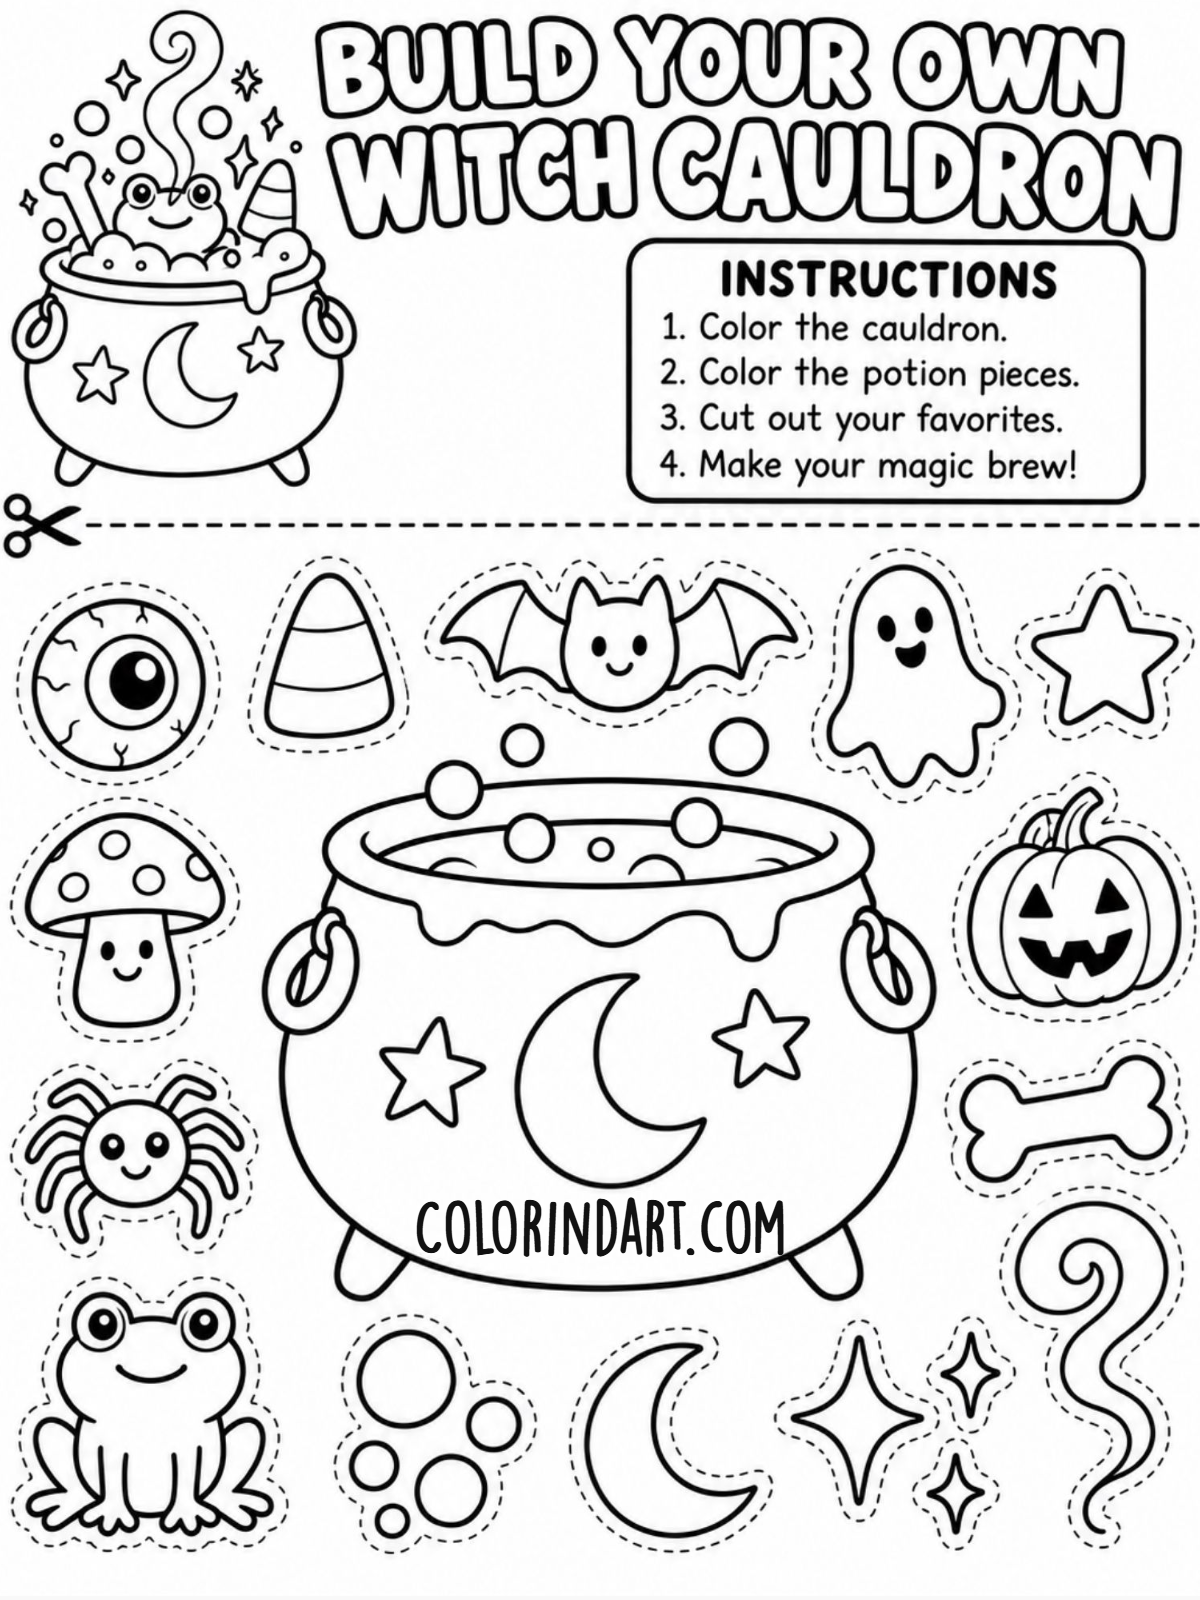 BUILD YOUR OWN
WITCH CAULDRON
INSTRUCTIONS
1. Color the cauldron.
2. Color the potion pieces.
3. Cut out your favorites.
4. Make your magic brew!
COLORINDART.COM